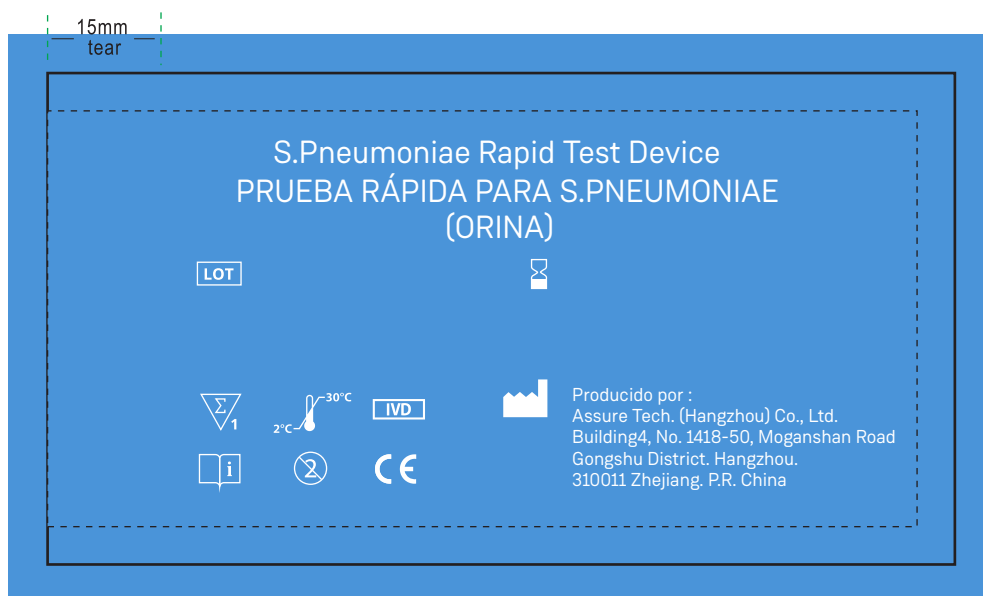 15mm
tear
S.Pneumoniae Rapid Test Device
PRUEBA RÁPIDA PARA S.PNEUMONIAE
(ORINA)
LOT
Σ
1
30°C
2°C
IVD
i
2
CE
Producido por :
Assure Tech. (Hangzhou) Co., Ltd.
Building4, No. 1418-50, Moganshan Road
Gongshu District. Hangzhou.
310011 Zhejiang. P.R. China